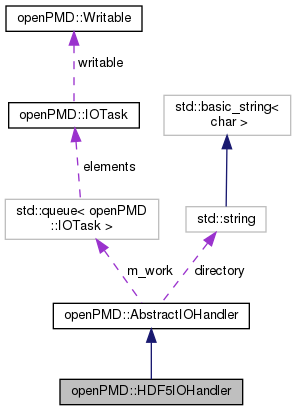 openPMD::Writable
writable
openPMD::IOTask
std::basic_string<
char >
elements
std::queue< openPMD
::IOTask >
std::string
m_work
directory
openPMD::AbstractIOHandler
openPMD::HDF5IOHandler